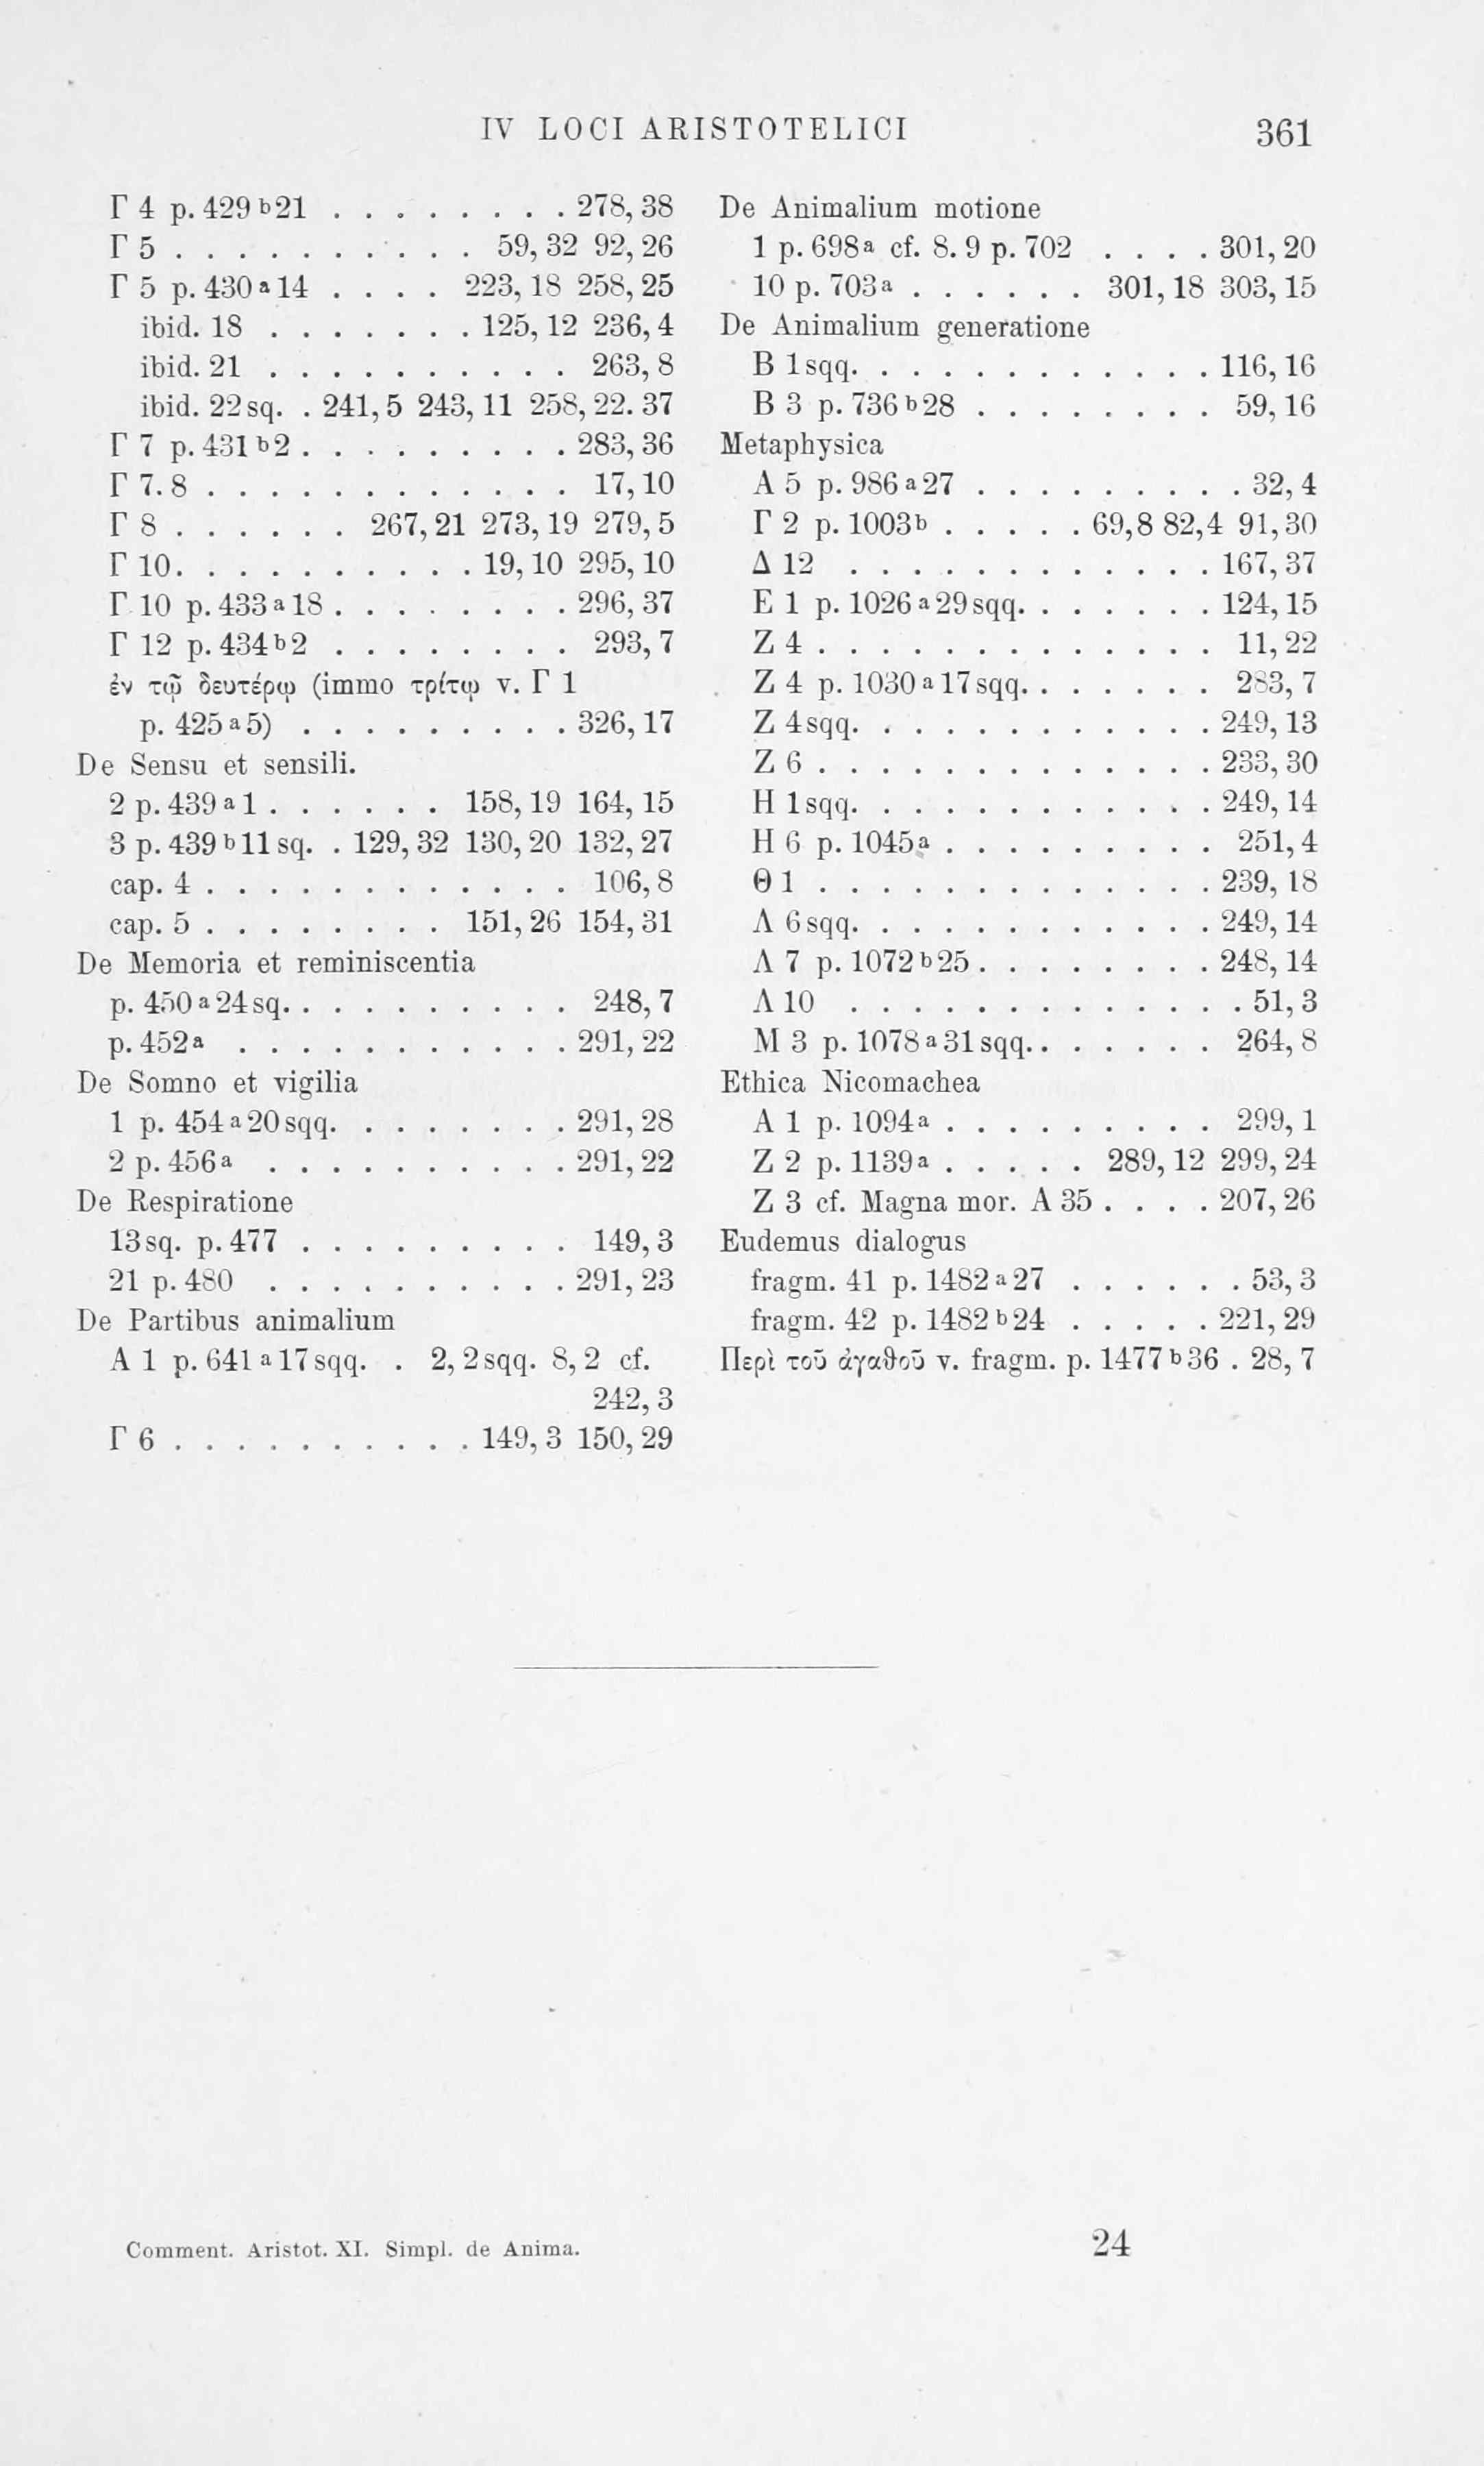 IV LOCI ARISTOTELICI 361
Γ 4 p. 429 b 21 . . . . . . . . 278, 38
Γ 5 . . . . . . . . . . 59, 32 92, 26
Γ 5 p. 430 a 14 . . . . 223, 18 258, 25
ibid. 18 . . . . . . . 125, 12 236, 4
ibid. 21 . . . . . . . . . . 263, 8
ibid. 22 sq. . 241, 5 243, 11 258, 22. 37
Γ 7 p. 431 b 2 . . . . . . . . . 283, 36
Γ 7. 8 . . . . . . . . . . . . 17, 10
Γ 8 . . . . . . 267, 21 273, 19 279, 5
Γ 10. . . . . . . . . . 19, 10 295, 10
Γ 10 p. 433 a 18 . . . . . . . . 296, 37
Γ 12 p. 434 b 2 . . . . . . . . 293, 7
ἐν τῷ δευτέρῳ (immo τρίτῳ v. Γ 1
p. 425 a 5) . . . . . . . . . 326, 17
De Sensu et sensili.
2 p. 439 a 1 . . . . . . 158, 19 164, 15
3 p. 439 b 11 sq. . 129, 32 130, 20 132, 27
cap. 4 . . . . . . . . . . . . 106, 8
cap. 5 . . . . . . . . 151, 26 154, 31
De Memoria et reminiscentia
p. 450 a 24 sq. . . . . . . . . . 248, 7
p. 452 a . . . . . . . . . . . 291, 22
De Somno et vigilia
1 p. 454 a 20 sqq. . . . . . . . 291, 28
2 p. 456 a . . . . . . . . . . 291, 22
De Respiratione
13 sq. p. 477 . . . . . . . . . 149, 3
21 p. 480 . . . . . . . . . . 291, 23
De Partibus animalium
A 1 p. 641 a 17 sqq. . 2, 2 sqq. 8, 2 cf.
242, 3
Γ 6 . . . . . . . . . . 149, 3 150, 29
De Animalium motione
1 p. 698 a cf. 8. 9 p. 702 . . . . 301, 20
10 p. 703 a . . . . . . 301, 18 303, 15
De Animalium generatione
B 1 sqq. . . . . . . . . . . . 116, 16
B 3 p. 736 b 28 . . . . . . . . 59, 16
Metaphysica
A 5 p. 986 a 27 . . . . . . . . . 32, 4
Γ 2 p. 1003 b . . . . . 69, 8 82, 4 91, 30
Δ 12 . . . . . . . . . . . . 167, 37
E 1 p. 1026 a 29 sqq. . . . . . . 124, 15
Z 4 . . . . . . . . . . . . . . 11, 22
Z 4 p. 1030 a 17 sqq. . . . . . . 283, 7
Z 4 sqq. . . . . . . . . . . . 249, 13
Z 6 . . . . . . . . . . . . . 233, 30
H 1 sqq. . . . . . . . . . . . 249, 14
H 6 p. 1045 a . . . . . . . . . 251, 4
Θ 1 . . . . . . . . . . . . . 239, 18
Λ 6 sqq. . . . . . . . . . . . 249, 14
Λ 7 p. 1072 b 25 . . . . . . . . 248, 14
Λ 10 . . . . . . . . . . . . . 51, 3
M 3 p. 1078 a 31 sqq. . . . . . . 264, 8
Ethica Nicomachea
A 1 p. 1094 a . . . . . . . . . 299, 1
Z 2 p. 1139 a . . . . . 289, 12 299, 24
Z 3 cf. Magna mor. A 35 . . . . 207, 26
Eudemus dialogus
fragm. 41 p. 1482 a 27 . . . . . . 53, 3
fragm. 42 p. 1482 b 24 . . . . . 221, 29
Περὶ τοῦ ἀγαθοῦ v. fragm. p. 1477 b 36 . 28, 7
Comment. Aristot. XI. Simpl. de Anima. 24